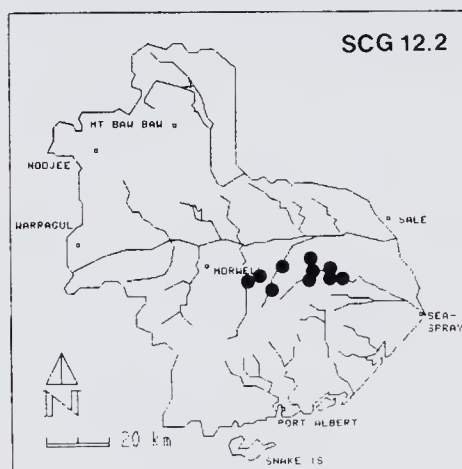 SCG 12.2
MT BAW BAW
NOOJEE
SALE
WARRAGUL
MORWELL
SEA-
SPRAY
N
20 km
PORT ALBERT
SNAKE IS